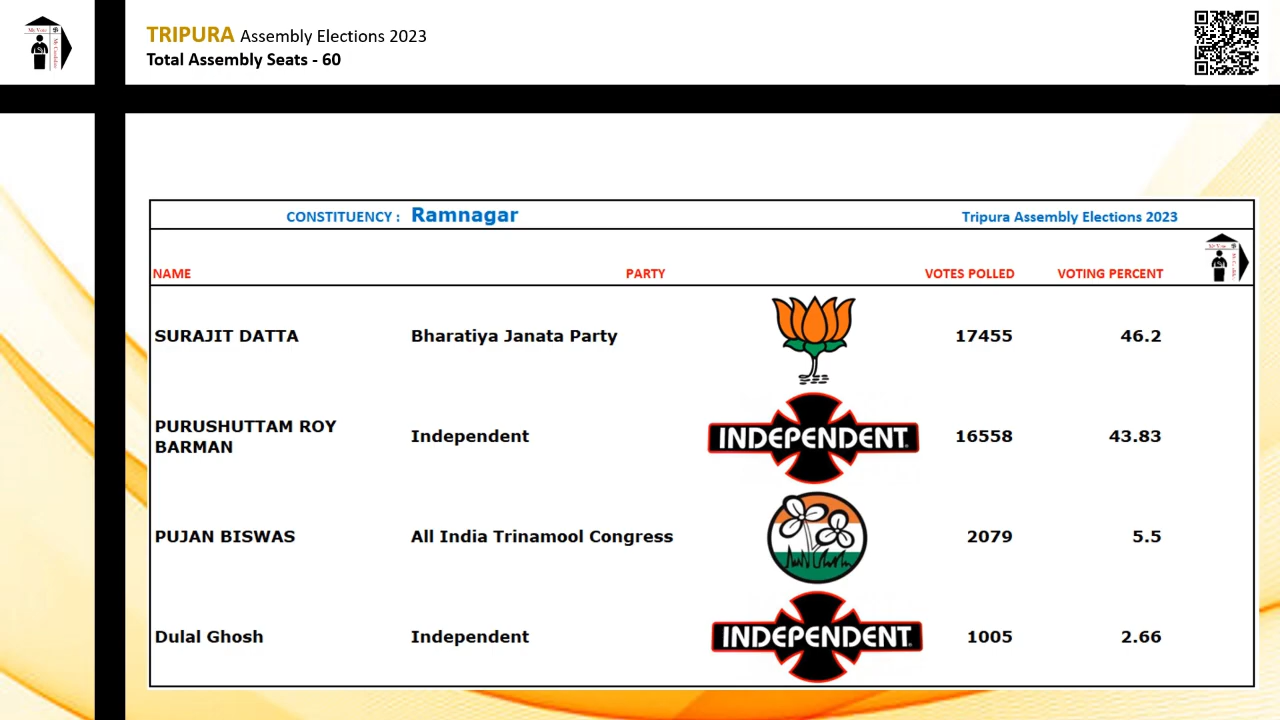 TRIPURA Assembly Elections 2023
Total Assembly Seats - 60
CONSTITUENCY : Ramnagar Tripura Assembly Elections 2023
NAME PARTY VOTES POLLED VOTING PERCENT
SURAJIT DATTA Bharatiya Janata Party 17455 46.2
PURUSHUTTAM ROY
BARMAN Independent INDEPENDENT 16558 43.83
PUJAN BISWAS All India Trinamool Congress 2079 5.5
Dulal Ghosh Independent INDEPENDENT 1005 2.66